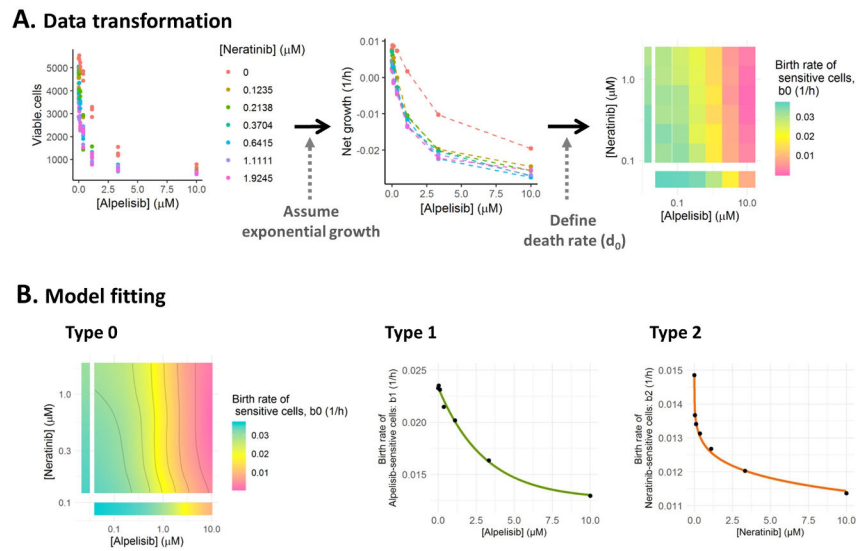 A. Data transformation
Viable.cells
5000
4000
3000
2000
1000
0.0 2.5 5.0 7.5 10.0
[Alpelisib] (μM)
[Neratinib] (μM)
0
0.1235
0.2138
0.3704
0.6415
1.1111
1.9245
Assume
exponential growth
Net growth (1/h)
0.01
0.00
-0.01
-0.02
0.0 2.5 5.0 7.5 10.0
[Alpelisib] (μM)
Define
death rate (d0)
[Neratinib] (μM)
1.0
0.1
0.1 1.0 10.0
[Alpelisib] (μM)
Birth rate of
sensitive cells,
b0 (1/h)
0.03
0.02
0.01
B. Model fitting
Type 0
[Neratinib] (μM)
1.0
0.3
0.1
0.1 1.0 10.0
[Alpelisib] (μM)
Birth rate of
sensitive cells, b0 (1/h)
0.03
0.02
0.01
Type 1
Birth rate of
Alpelisib-sensitive cells: b1 (1/h)
0.025
0.020
0.015
0.0 2.5 5.0 7.5 10.0
[Alpelisib] (μM)
Type 2
Birth rate of
Neratinib-sensitive cells: b2 (1/h)
0.015
0.014
0.013
0.012
0.011
0.0 2.5 5.0 7.5 10.0
[Neratinib] (μM)